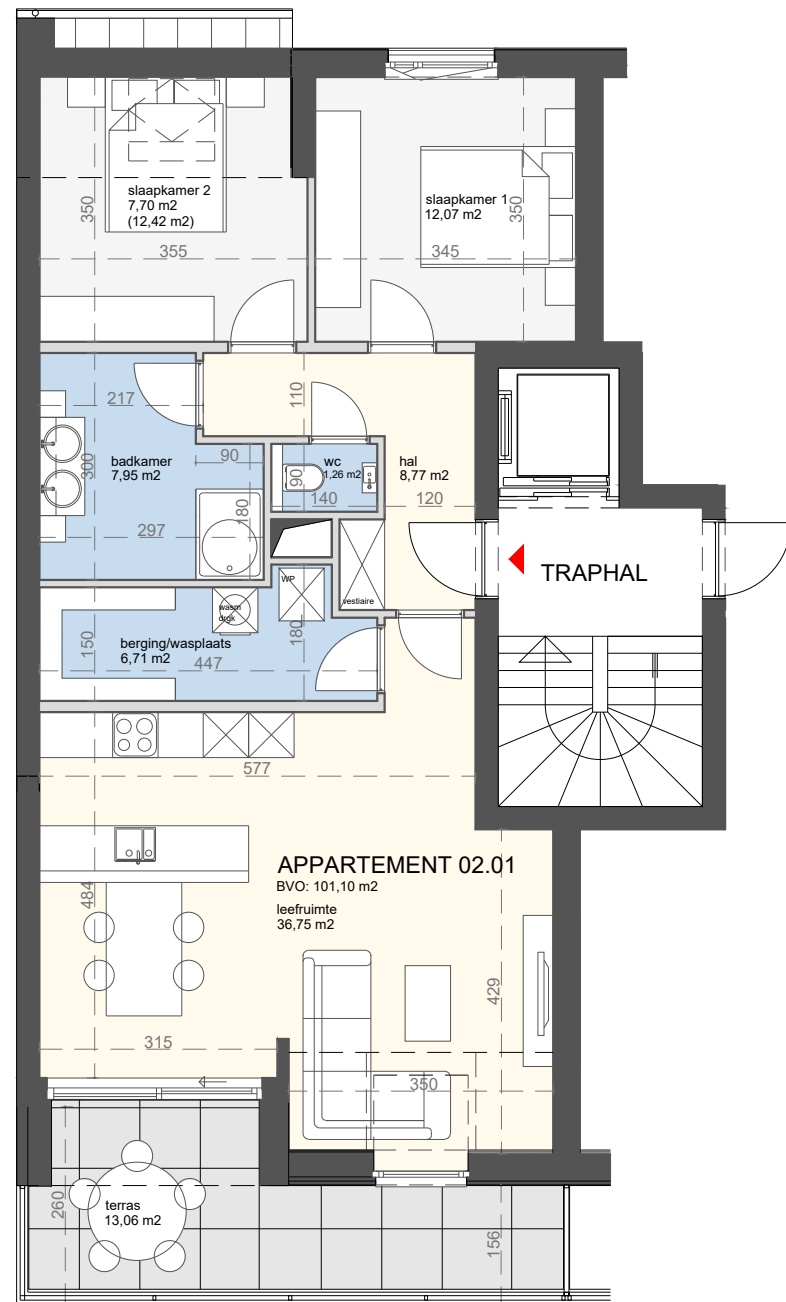 slaapkamer 2
7,70 m2
(12,42 m2)
350
355
slaapkamer 1
12,07 m2
350
345
217
110
badkamer
7,95 m2
300
90
180
297
wc
1,26 m2
90
140
hal
8,77 m2
120
TRAPHAL
WP
wasm
drgk
vestiaire
berging/wasplaats
6,71 m2
150
180
447
577
APPARTEMENT 02.01
BVO: 101,10 m2
leefruimte
36,75 m2
484
429
315
350
terras
13,06 m2
260
156